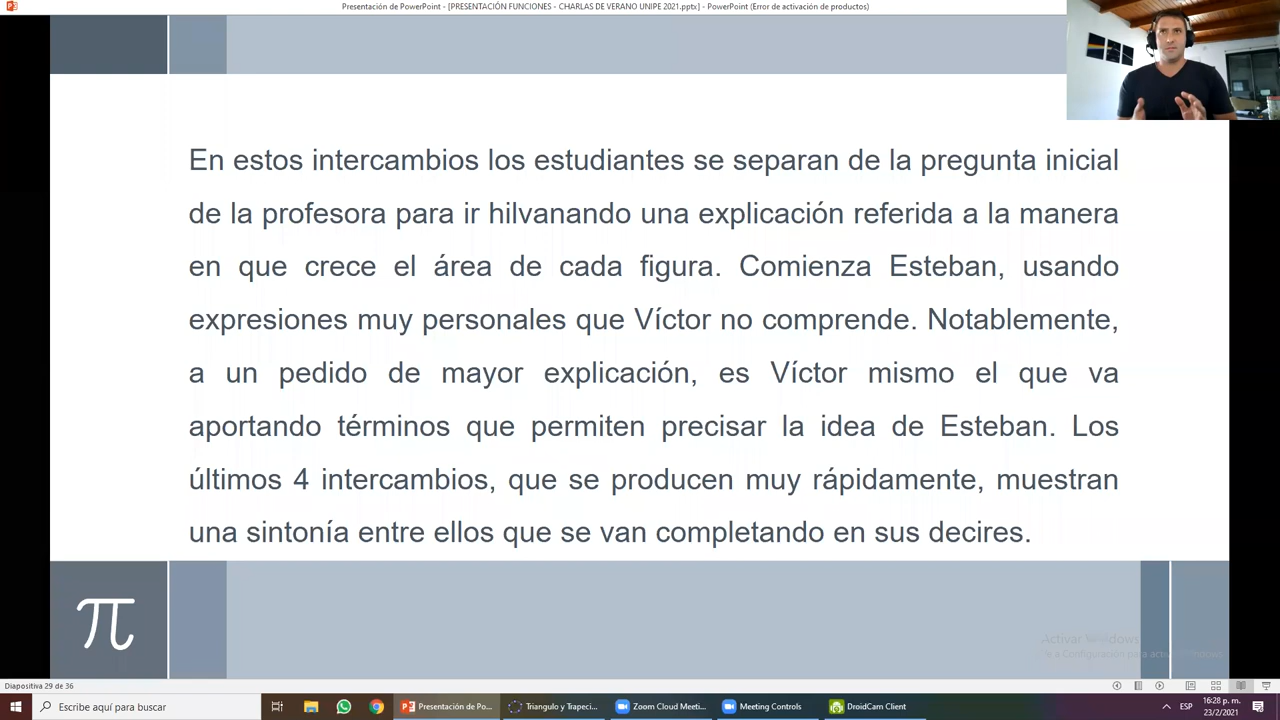 Presentación de PowerPoint - [PRESENTACIÓN FUNCIONES - CHARLAS DE VERANO UNIPE 2021.pptx] - PowerPoint (Error de activación de productos)
En estos intercambios los estudiantes se separan de la pregunta inicial
de la profesora para ir hilvanando una explicación referida a la manera
en que crece el área de cada figura. Comienza Esteban, usando
expresiones muy personales que Víctor no comprende. Notablemente,
a un pedido de mayor explicación, es Víctor mismo el que va
aportando términos que permiten precisar la idea de Esteban. Los
últimos 4 intercambios, que se producen muy rápidamente, muestran
una sintonía entre ellos que se van completando en sus decires.
π
Activar Windows
Ve a Configuración para activar Windows.
Diapositiva 29 de 36
Escribe aquí para buscar
Presentación de Po...
Triangulo y Trapeci...
Zoom Cloud Meeti...
Meeting Controls
DroidCam Client
ESP
16:28 p. m.
23/2/2021